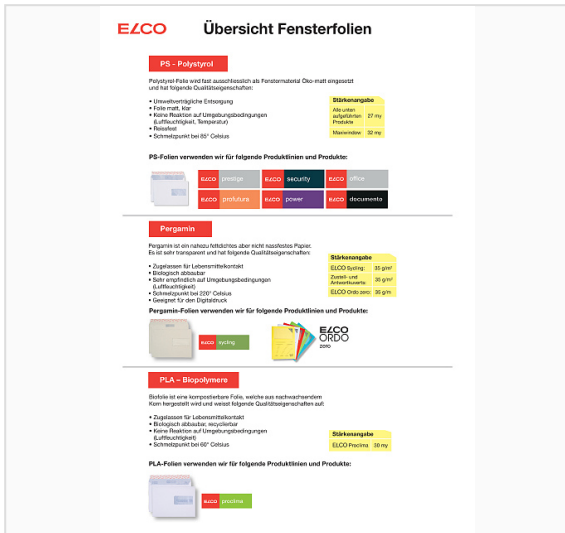 ELCO Übersicht Fensterfolien
PS - Polystyrol
Polystyrol-Folie wird fast ausschliesslich als Fenstermaterial Öko-matt eingesetzt
und hat folgende Qualitätseigenschaften:
• Umweltverträgliche Entsorgung
• Folie matt, klar
• Keine Reaktion auf Umgebungsbedingungen
(Luftfeuchtigkeit, Temperatur)
• Reissfest
• Schmelzpunkt bei 85° Celsius
Stärkenangabe
Alle unten
aufgeführten 27 my
Produkte
Maxiwindow 32 my
PS-Folien verwenden wir für folgende Produktlinien und Produkte:
ELCO prestige ELCO security ELCO office
ELCO profutura ELCO power ELCO documento
Pergamin
Pergamin ist ein nahezu fettdichtes aber nicht nassfestes Papier.
Es ist sehr transparent und hat folgende Qualitätseigenschaften:
• Zugelassen für Lebensmittelkontakt
• Biologisch abbaubar
• Sehr empfindlich auf Umgebungsbedingungen
(Luftfeuchtigkeit)
• Schmelzpunkt bei 220° Celsius
• Geeignet für den Digitaldruck
Stärkenangabe
ELCO Sycling: 35 g/m²
Zustell- und
Antwortkuverts: 35 g/m²
ELCO Ordo zero: 35 g/m
Pergamin-Folien verwenden wir für folgende Produktlinien und Produkte:
ELCO sycling
ELCO
ORDO
zero
PLA – Biopolymere
Biofolie ist eine kompostierbare Folie, welche aus nachwachsendem
Korn hergestellt wird und weisst folgende Qualitätseigenschaften auf:
• Zugelassen für Lebensmittelkontakt
• Biologisch abbaubar, recyclierbar
• Keine Reaktion auf Umgebungsbedingungen
(Luftfeuchtigkeit)
• Schmelzpunkt bei 60° Celsius
Stärkenangabe
ELCO Proclima 30 my
PLA-Folien verwenden wir für folgende Produktlinien und Produkte:
ELCO proclima